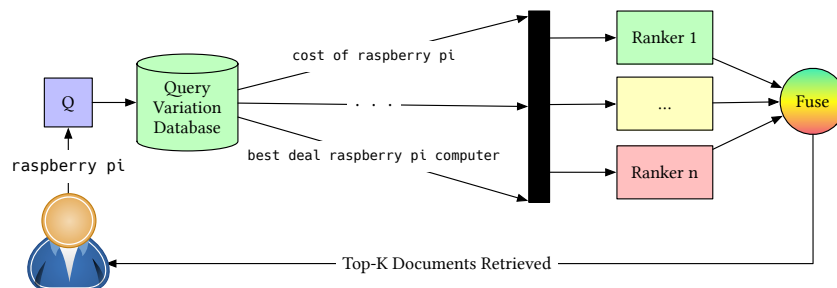 cost of raspberry pi
Ranker 1
Q
Query
Variation
Database
. . .
...
Fuse
raspberry pi
best deal raspberry pi computer
Ranker n
Top-K Documents Retrieved